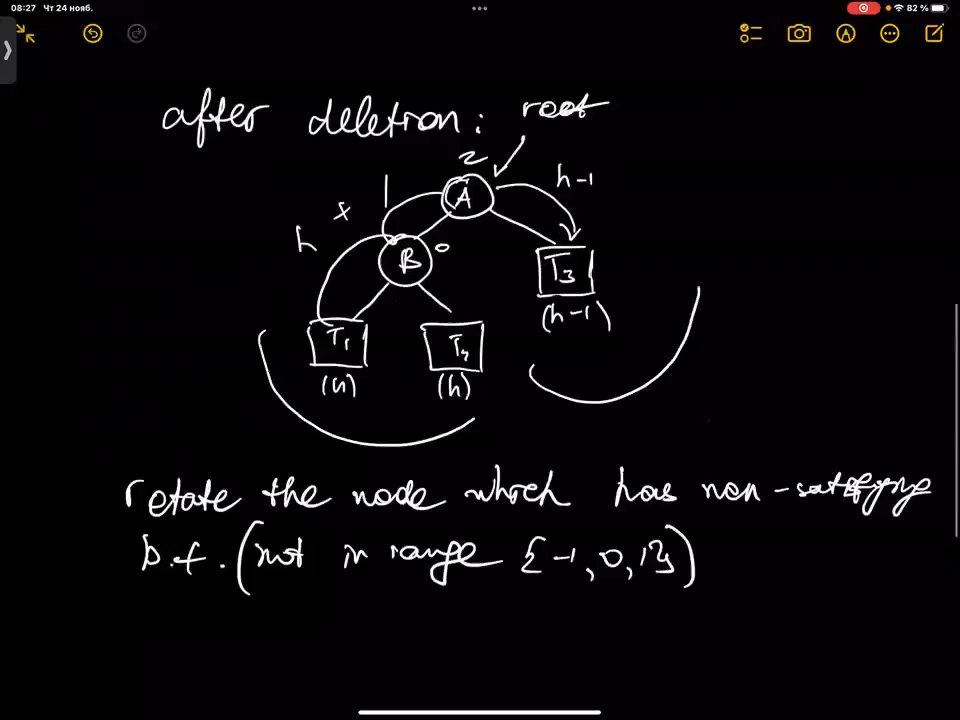 08:27 Чт 24 нояб. 82 %
after deletion:
root
2
h-1
1
+
h
A
B
0
T3
(h-1)
T1
T2
(h)
(h)
rotate the node which has non-satisfying
b.f. (not in range {-1, 0, 1})